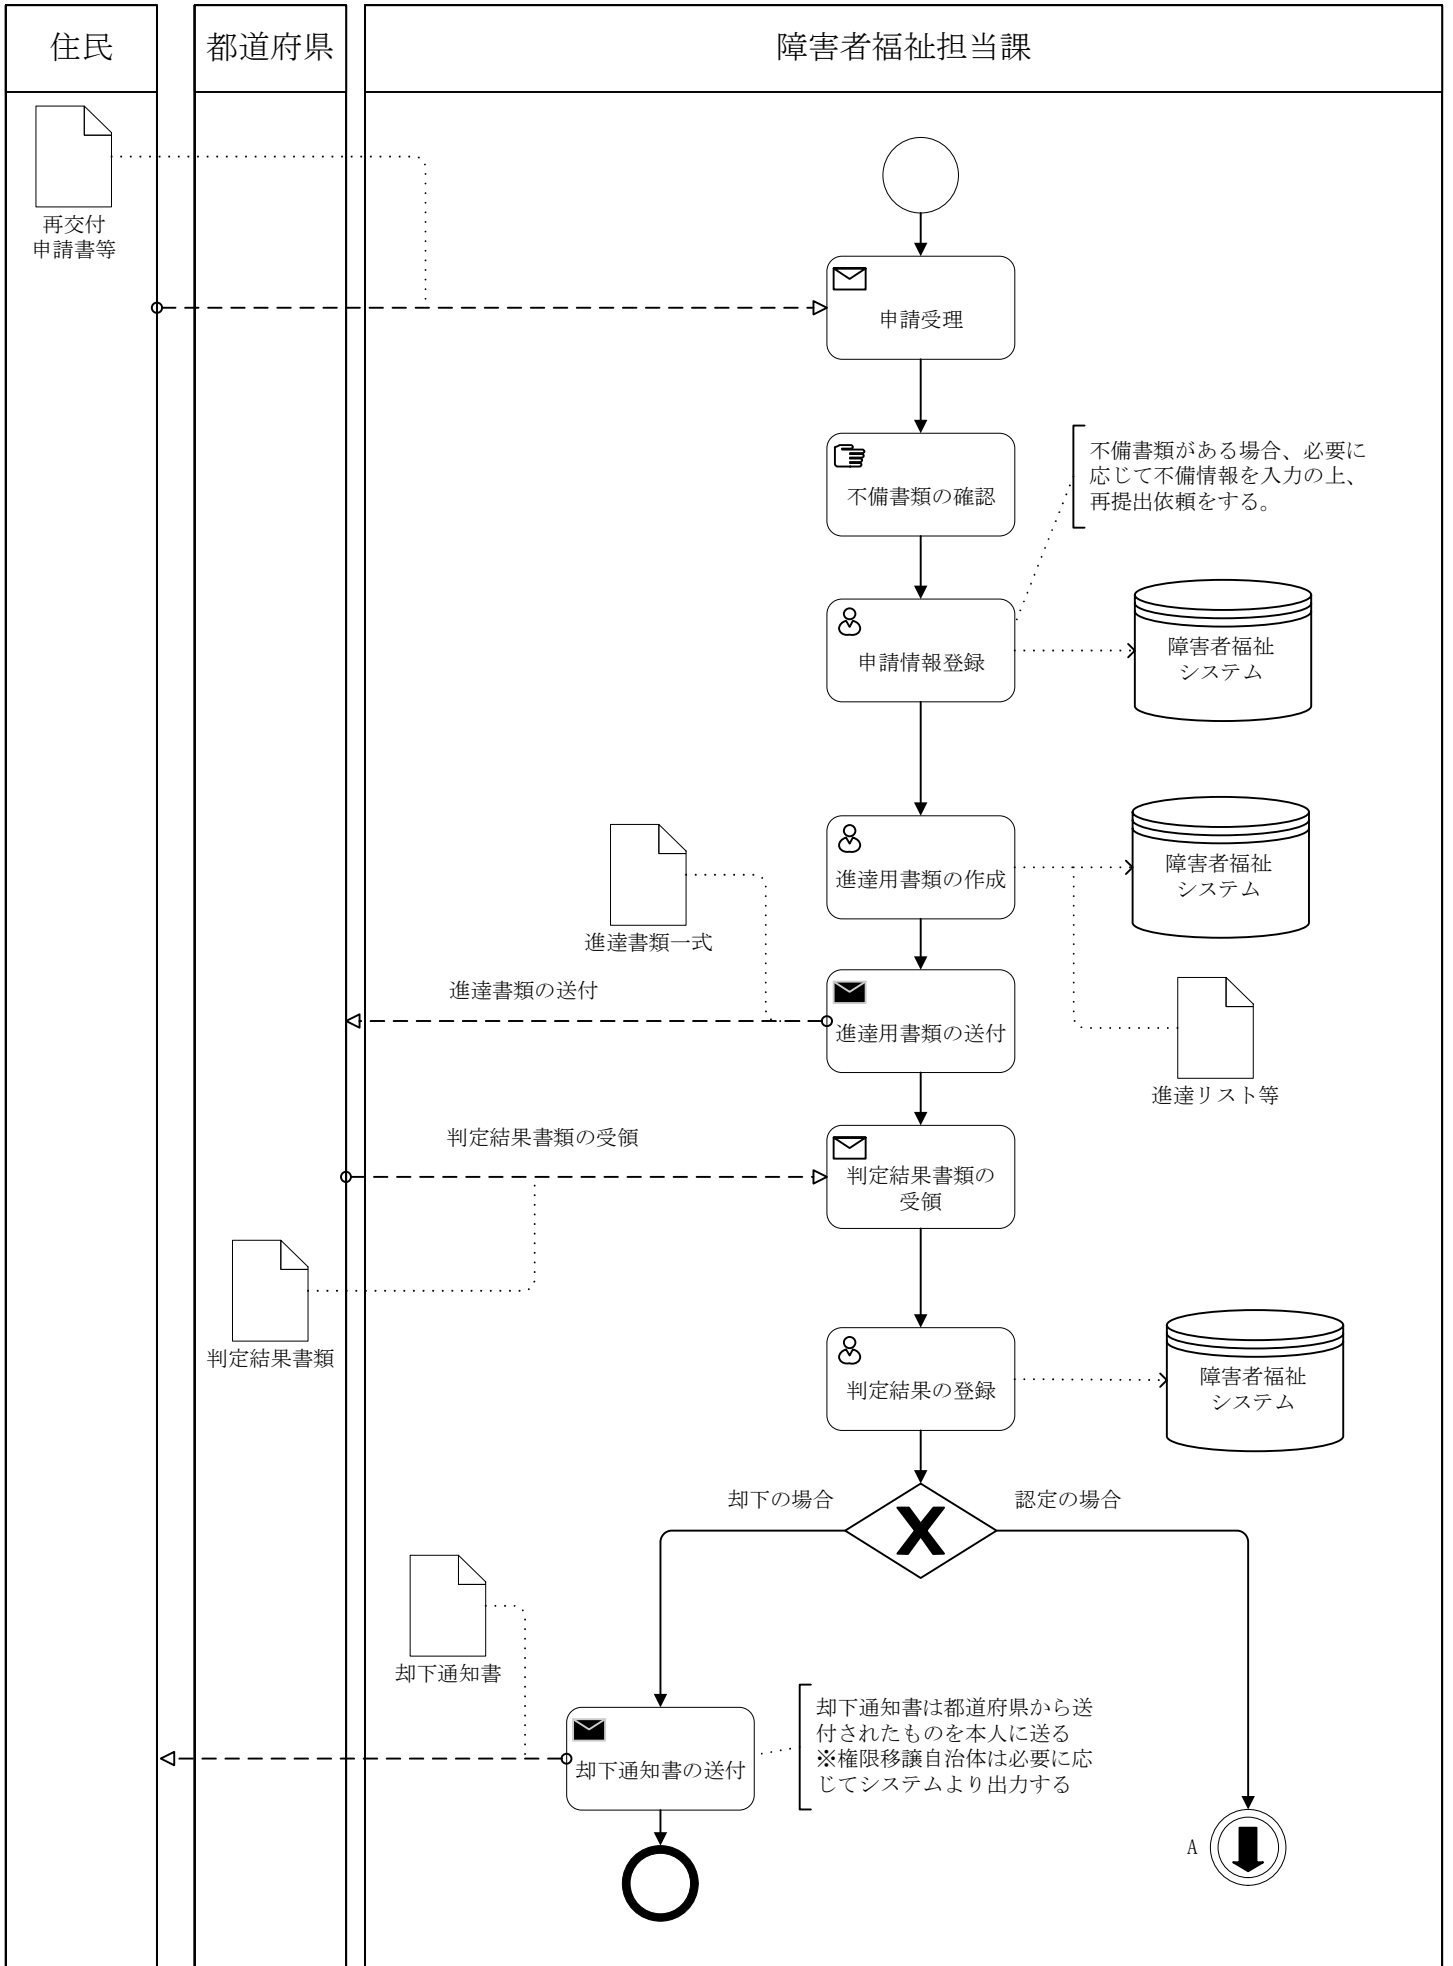 住民
都道府県
障害者福祉担当課
再交付
申請書等
申請受理
不備書類の確認
不備書類がある場合、必要に
応じて不備情報を入力の上、
再提出依頼をする。
申請情報登録
障害者福祉
システム
進達用書類の作成
障害者福祉
システム
進達書類一式
進達書類の送付
進達用書類の送付
進達リスト等
判定結果書類の受領
判定結果書類の
受領
判定結果書類
判定結果の登録
障害者福祉
システム
却下の場合
認定の場合
却下通知書
却下通知書の送付
却下通知書は都道府県から送
付されたものを本人に送る
※権限移譲自治体は必要に応
じてシステムより出力する
A